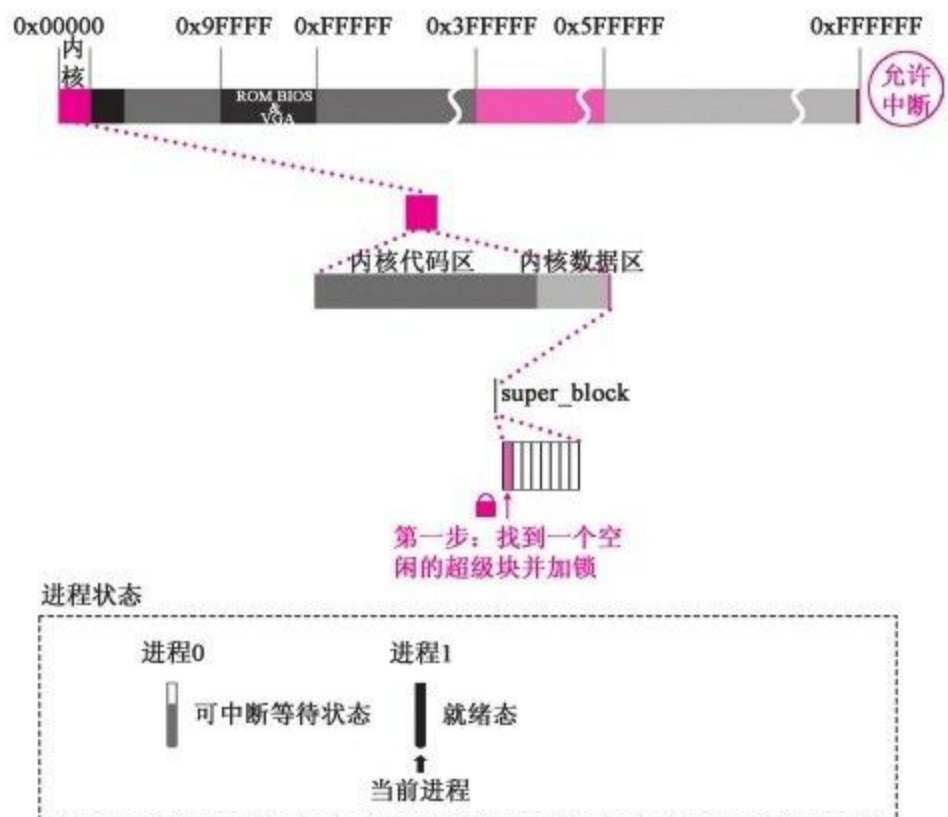 0x00000 0x9FFFF 0xFFFFF 0x3FFFFF 0x5FFFFF 0xFFFFFF
内
核
ROM BIOS
&
VGA
允许
中断
内核代码区 内核数据区
super_block
第一步：找到一个空
闲的超级块并加锁
进程状态
进程0 进程1
可中断等待状态 就绪态
当前进程